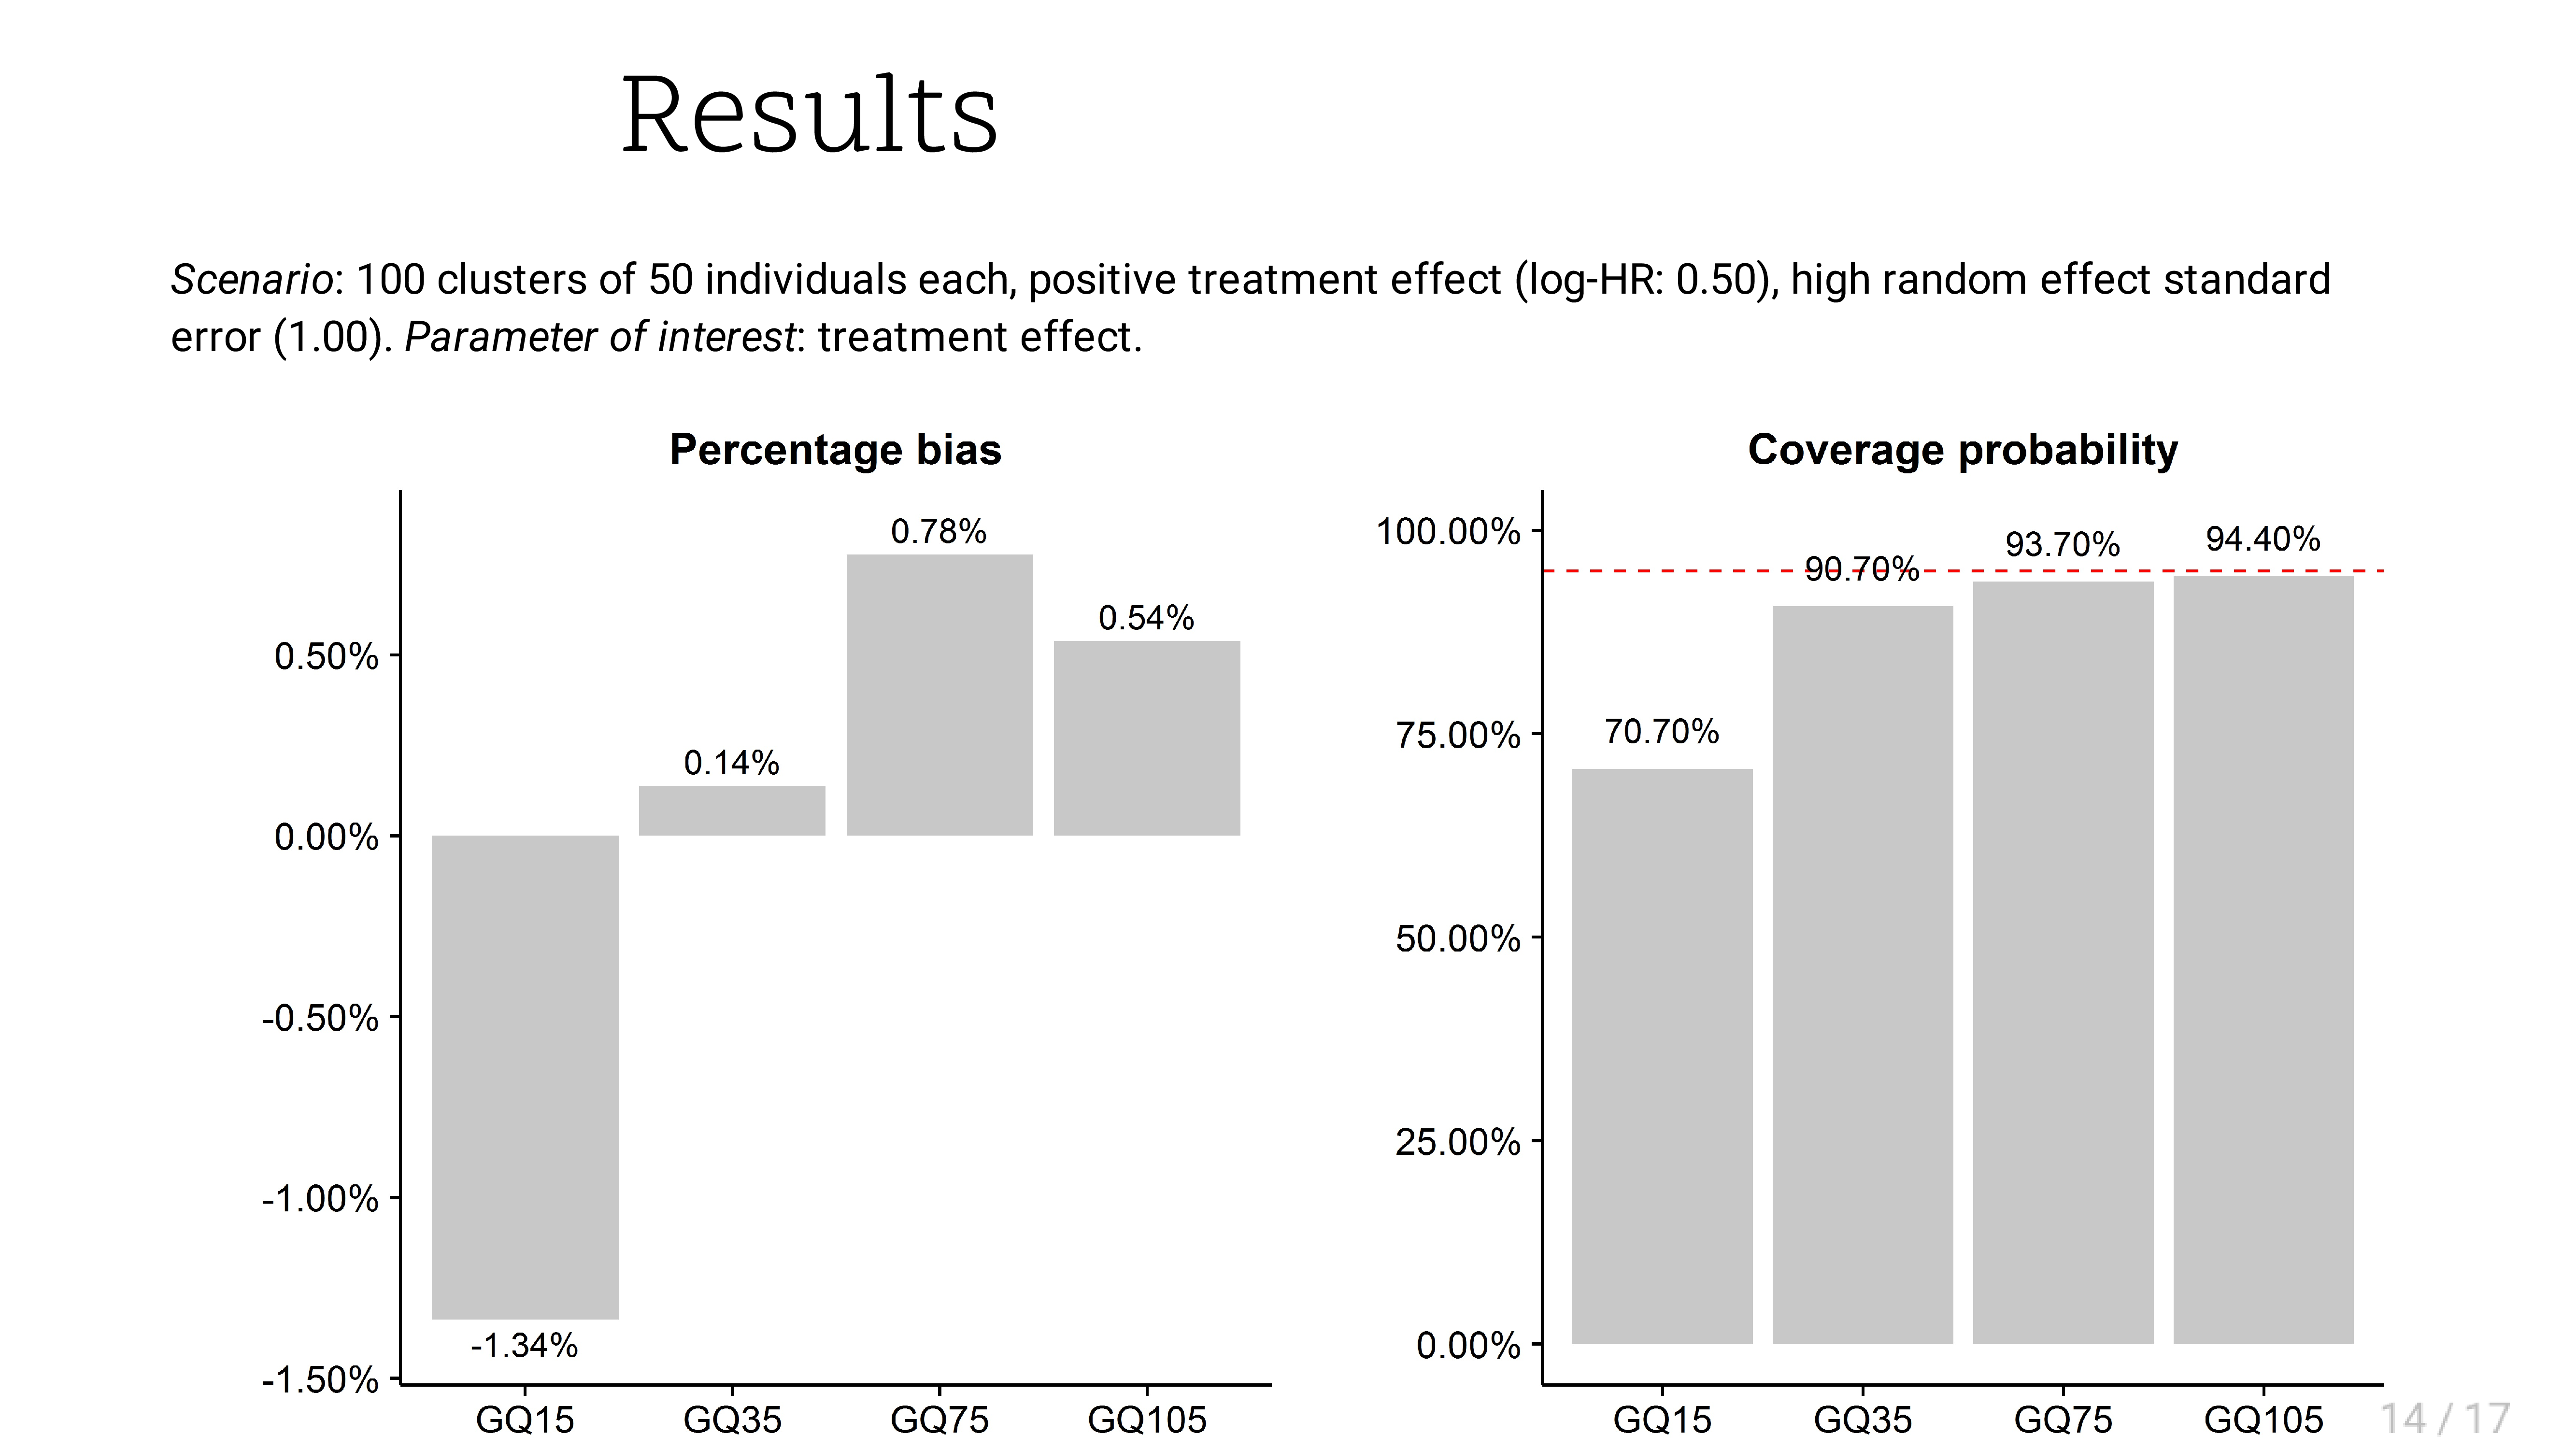 Results
Scenario: 100 clusters of 50 individuals each, positive treatment effect (log-HR: 0.50), high random effect standard
error (1.00). Parameter of interest: treatment effect.
Percentage bias
0.50%
0.00%
-0.50%
-1.00%
-1.50%
-1.34%
0.14%
0.78%
0.54%
GQ15
GQ35
GQ75
GQ105
Coverage probability
100.00%
75.00%
50.00%
25.00%
0.00%
70.70%
90.70%
93.70%
94.40%
GQ15
GQ35
GQ75
GQ105
14 / 17